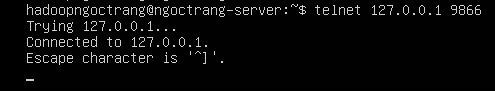 hadoopngoctrang@ngoctrang-server:~$ telnet 127.0.0.1 9866
Trying 127.0.0.1...
Connected to 127.0.0.1.
Escape character is '^]'.